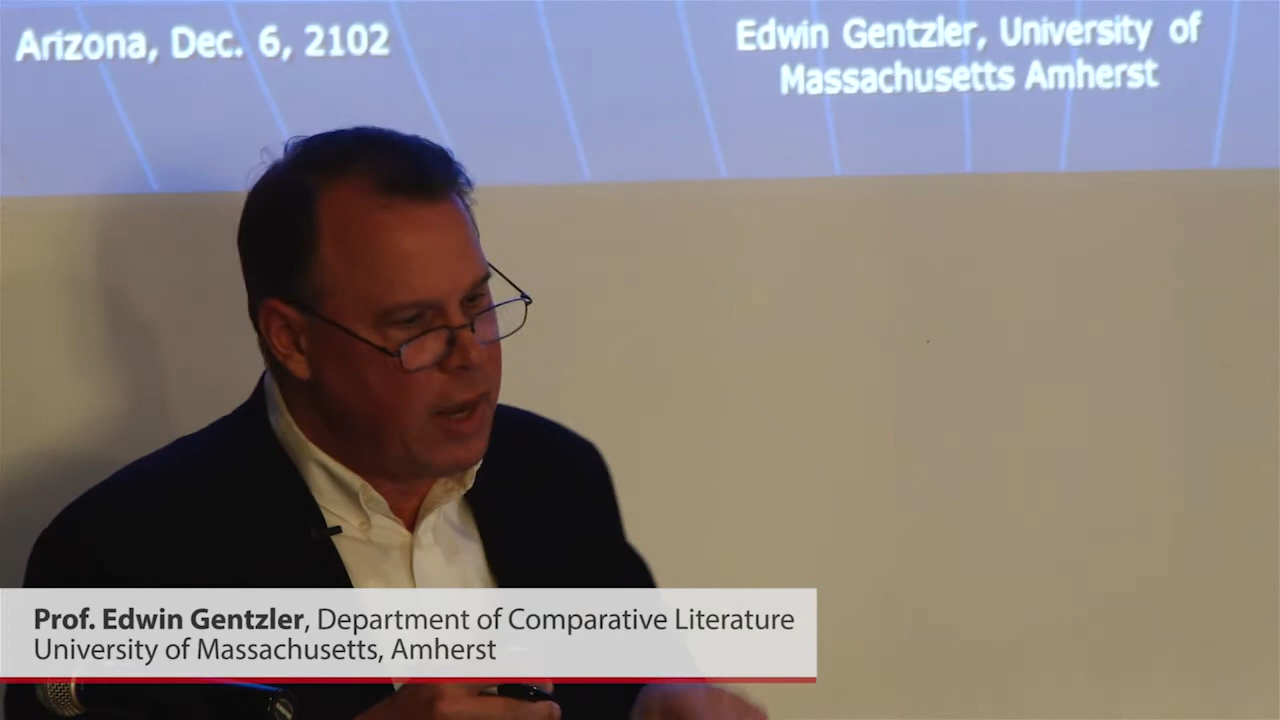 Arizona, Dec. 6, 2102
Edwin Gentzler, University of
Massachusetts Amherst
Prof. Edwin Gentzler, Department of Comparative Literature
University of Massachusetts, Amherst